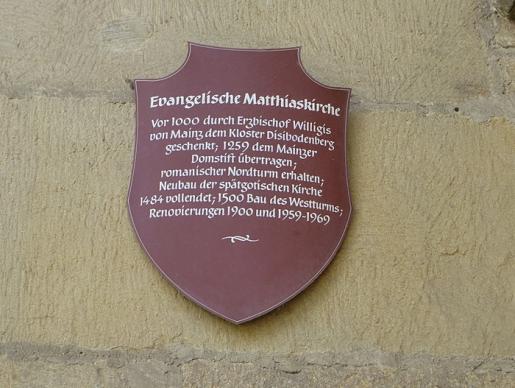 Evangelische Matthiaskirche
Vor 1000 durch Erzbischof Willigis
von Mainz dem Kloster Disibodenberg
geschenkt; 1259 dem Mainzer
Domstift übertragen;
romanischer Nordturm erhalten;
Neubau der spätgotischen Kirche
1484 vollendet; 1500 Bau des Westturms;
Renovierungen 1900 und 1959-1969